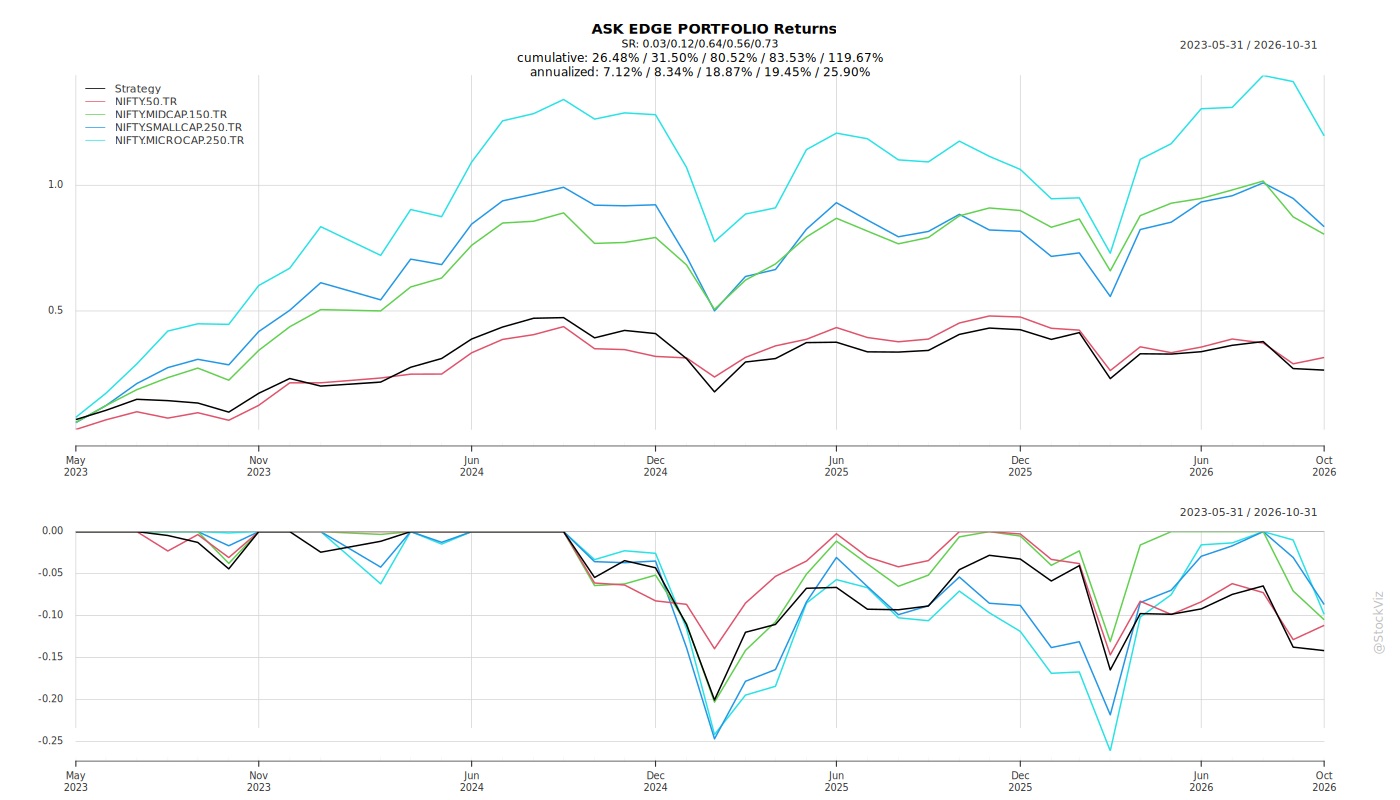 ASK EDGE PORTFOLIO Returns
SR: 0.03/0.12/0.64/0.56/0.73
cumulative: 26.48% / 31.50% / 80.52% / 83.53% / 119.67%
annualized: 7.12% / 8.34% / 18.87% / 19.45% / 25.90%
2023-05-31 / 2026-10-31
Strategy
NIFTY.50.TR
NIFTY.MIDCAP.150.TR
NIFTY.SMALLCAP.250.TR
NIFTY.MICROCAP.250.TR
1.0
0.5
May Nov Jun Dec Jun Dec Jun Oct
2023 2023 2024 2024 2025 2025 2026 2026
2023-05-31 / 2026-10-31
0.00
-0.05
-0.10
-0.15
-0.20
-0.25
May Nov Jun Dec Jun Dec Jun Oct
2023 2023 2024 2024 2025 2025 2026 2026
@StockViz